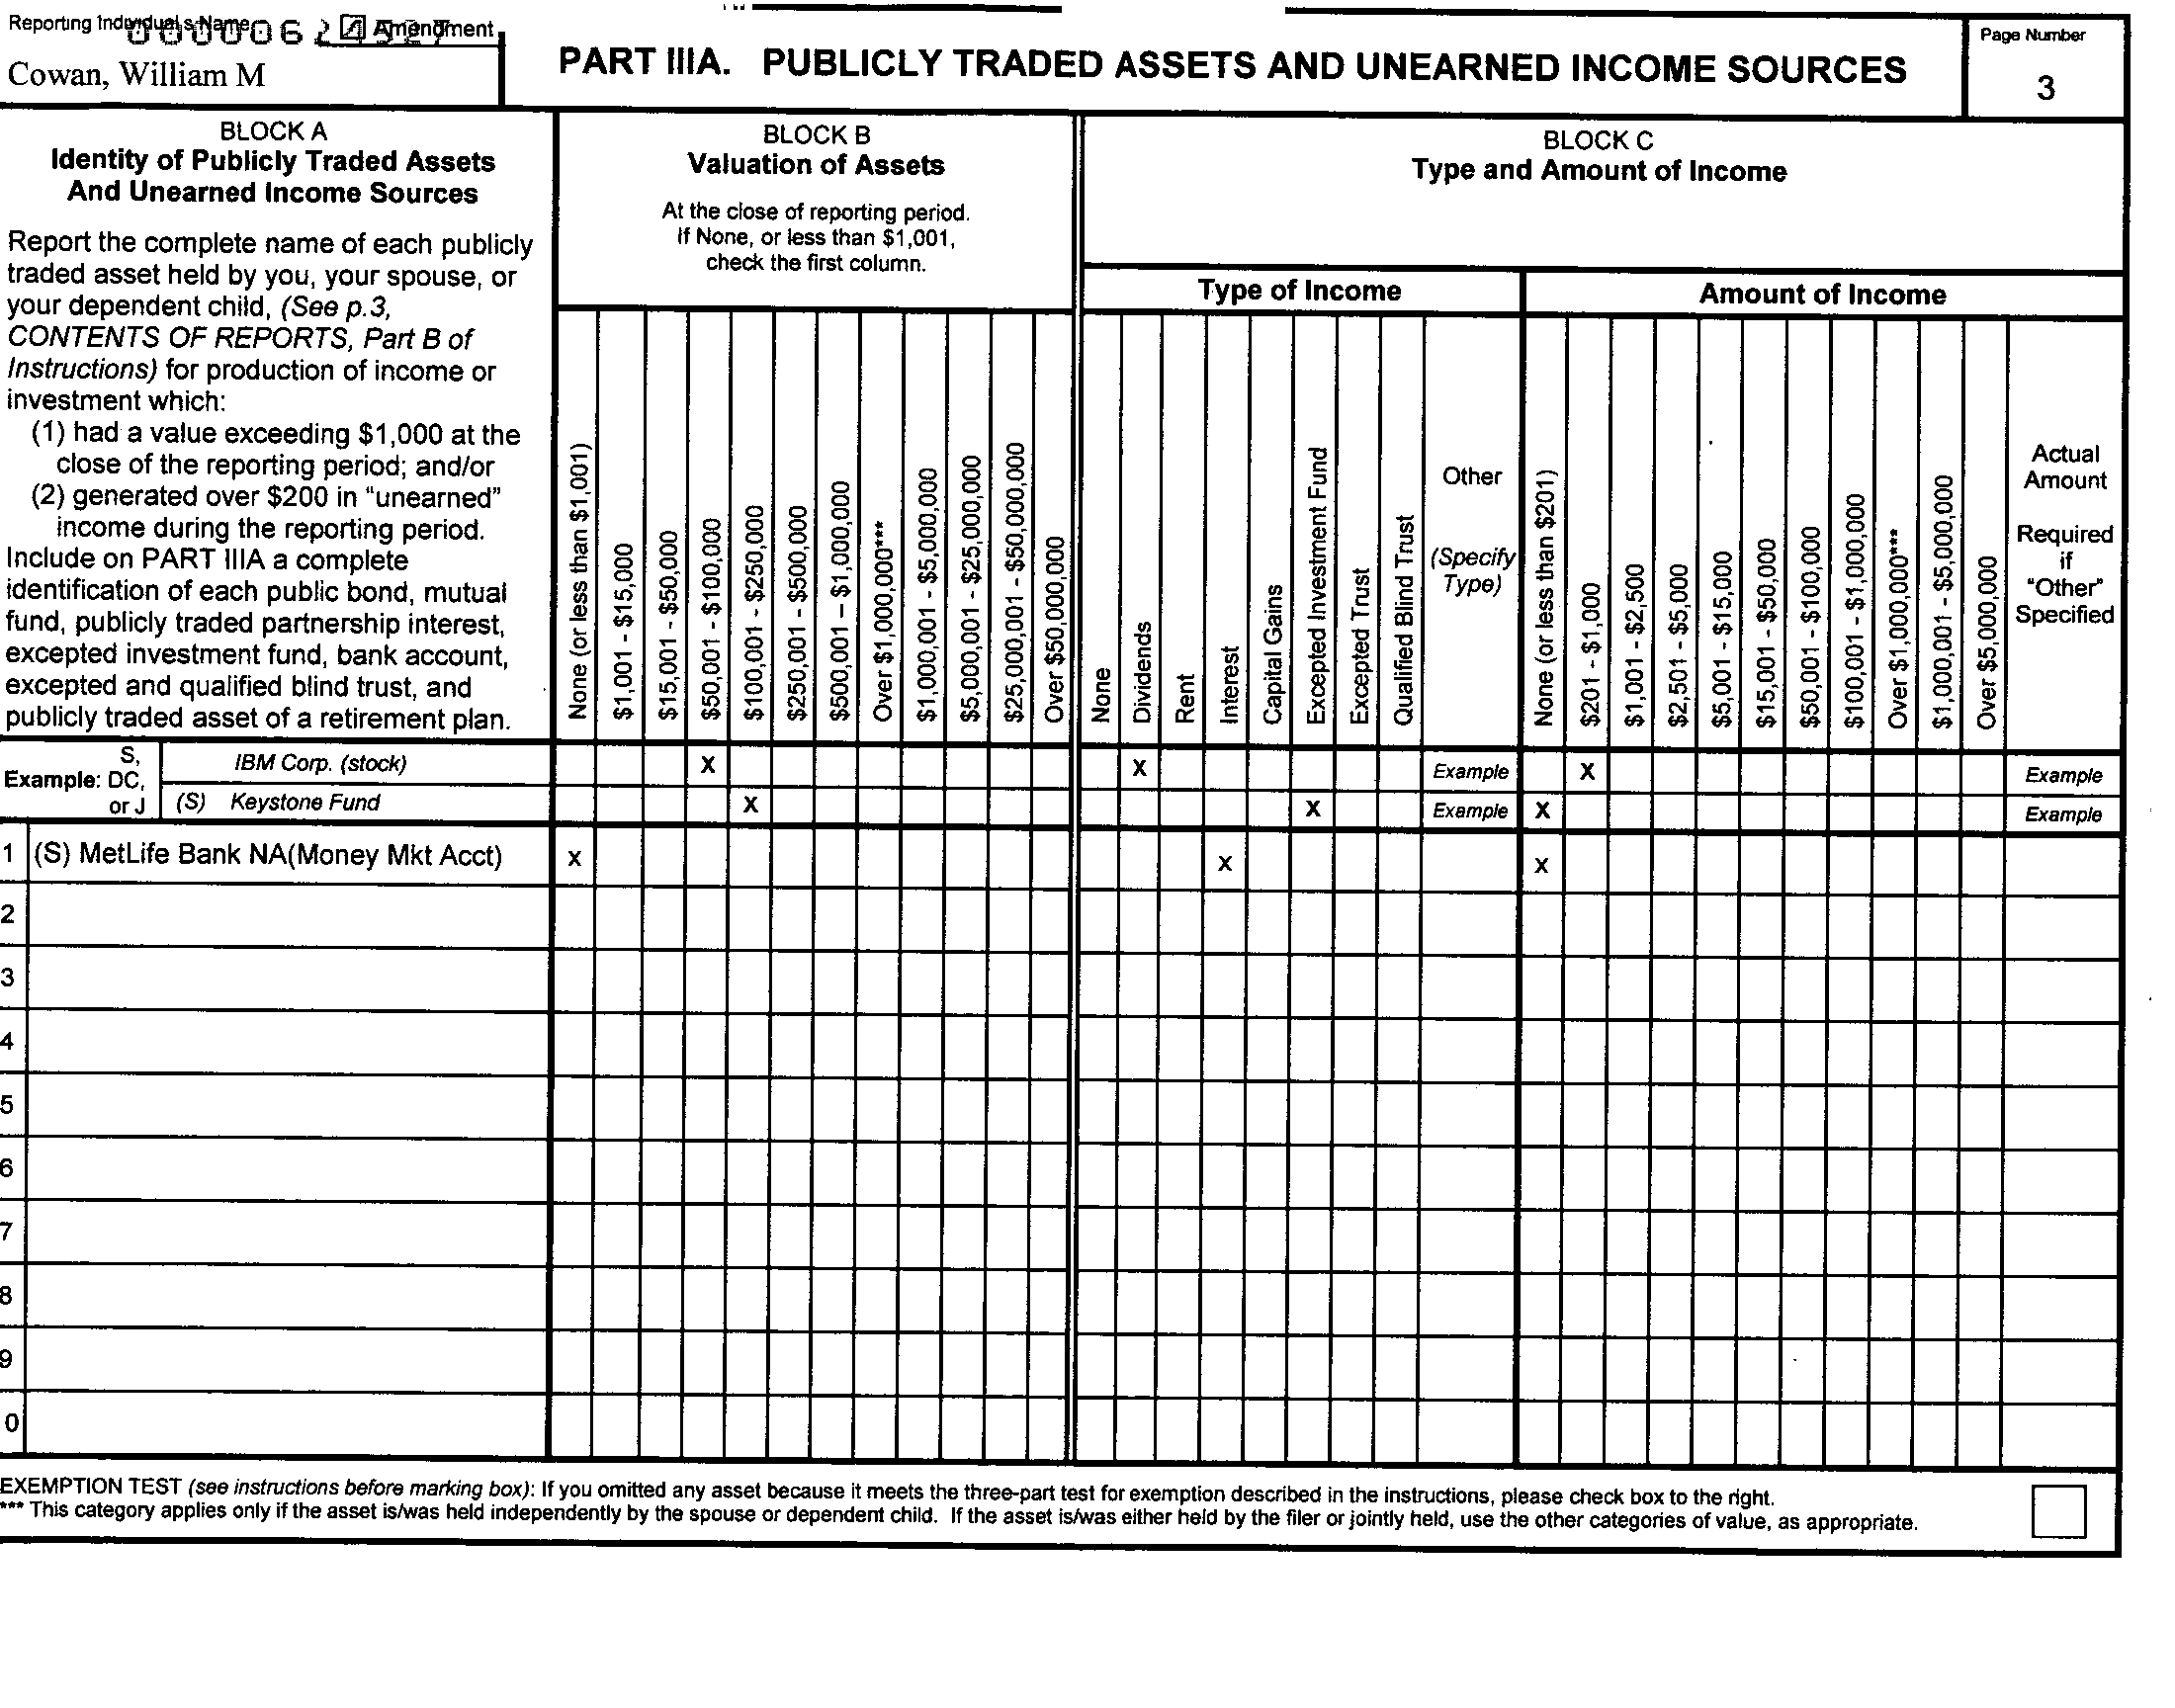 Reporting Individual's Name
Amendment
Cowan, William M
PART IIIA. PUBLICLY TRADED ASSETS AND UNEARNED INCOME SOURCES
Page Number
3
BLOCK A
Identity of Publicly Traded Assets
And Unearned Income Sources
Report the complete name of each publicly
traded asset held by you, your spouse, or
your dependent child, (See p.3,
CONTENTS OF REPORTS, Part B of
Instructions) for production of income or
investment which:
(1) had a value exceeding $1,000 at the
close of the reporting period; and/or
(2) generated over $200 in “unearned”
income during the reporting period.
Include on PART IIIA a complete
identification of each public bond, mutual
fund, publicly traded partnership interest,
excepted investment fund, bank account,
excepted and qualified blind trust, and
publicly traded asset of a retirement plan.
BLOCK B
Valuation of Assets
At the close of reporting period.
If None, or less than $1,001,
check the first column.
None (or less than $1,001)
$1,001 - $15,000
$15,001 - $50,000
$50,001 - $100,000
$100,001 - $250,000
$250,001 - $500,000
$500,001 – $1,000,000
Over $1,000,000***
$1,000,001 - $5,000,000
$5,000,001 - $25,000,000
$25,000,001 - $50,000,000
Over $50,000,000
BLOCK C
Type and Amount of Income
Type of Income
None
Dividends
Rent
Interest
Capital Gains
Excepted Investment Fund
Excepted Trust
Qualified Blind Trust
Other
(Specify
Type)
Amount of Income
None (or less than $201)
$201 - $1,000
$1,001 - $2,500
$2,501 - $5,000
$5,001 - $15,000
$15,001 - $50,000
$50,001 - $100,000
$100,001 - $1,000,000
Over $1,000,000***
$1,000,001 - $5,000,000
Over $5,000,000
Actual
Amount
Required
if
"Other"
Specified
Example:
S,
DC,
or J
IBM Corp. (stock) X X Example X Example
(S) Keystone Fund X X Example X Example
1 (S) MetLife Bank NA(Money Mkt Acct) X X X
2
3
4
5
6
7
8
9
0
EXEMPTION TEST (see instructions before marking box): If you omitted any asset because it meets the three-part test for exemption described in the instructions, please check box to the right.
*** This category applies only if the asset is/was held independently by the spouse or dependent child. If the asset is/was either held by the filer or jointly held, use the other categories of value, as appropriate.